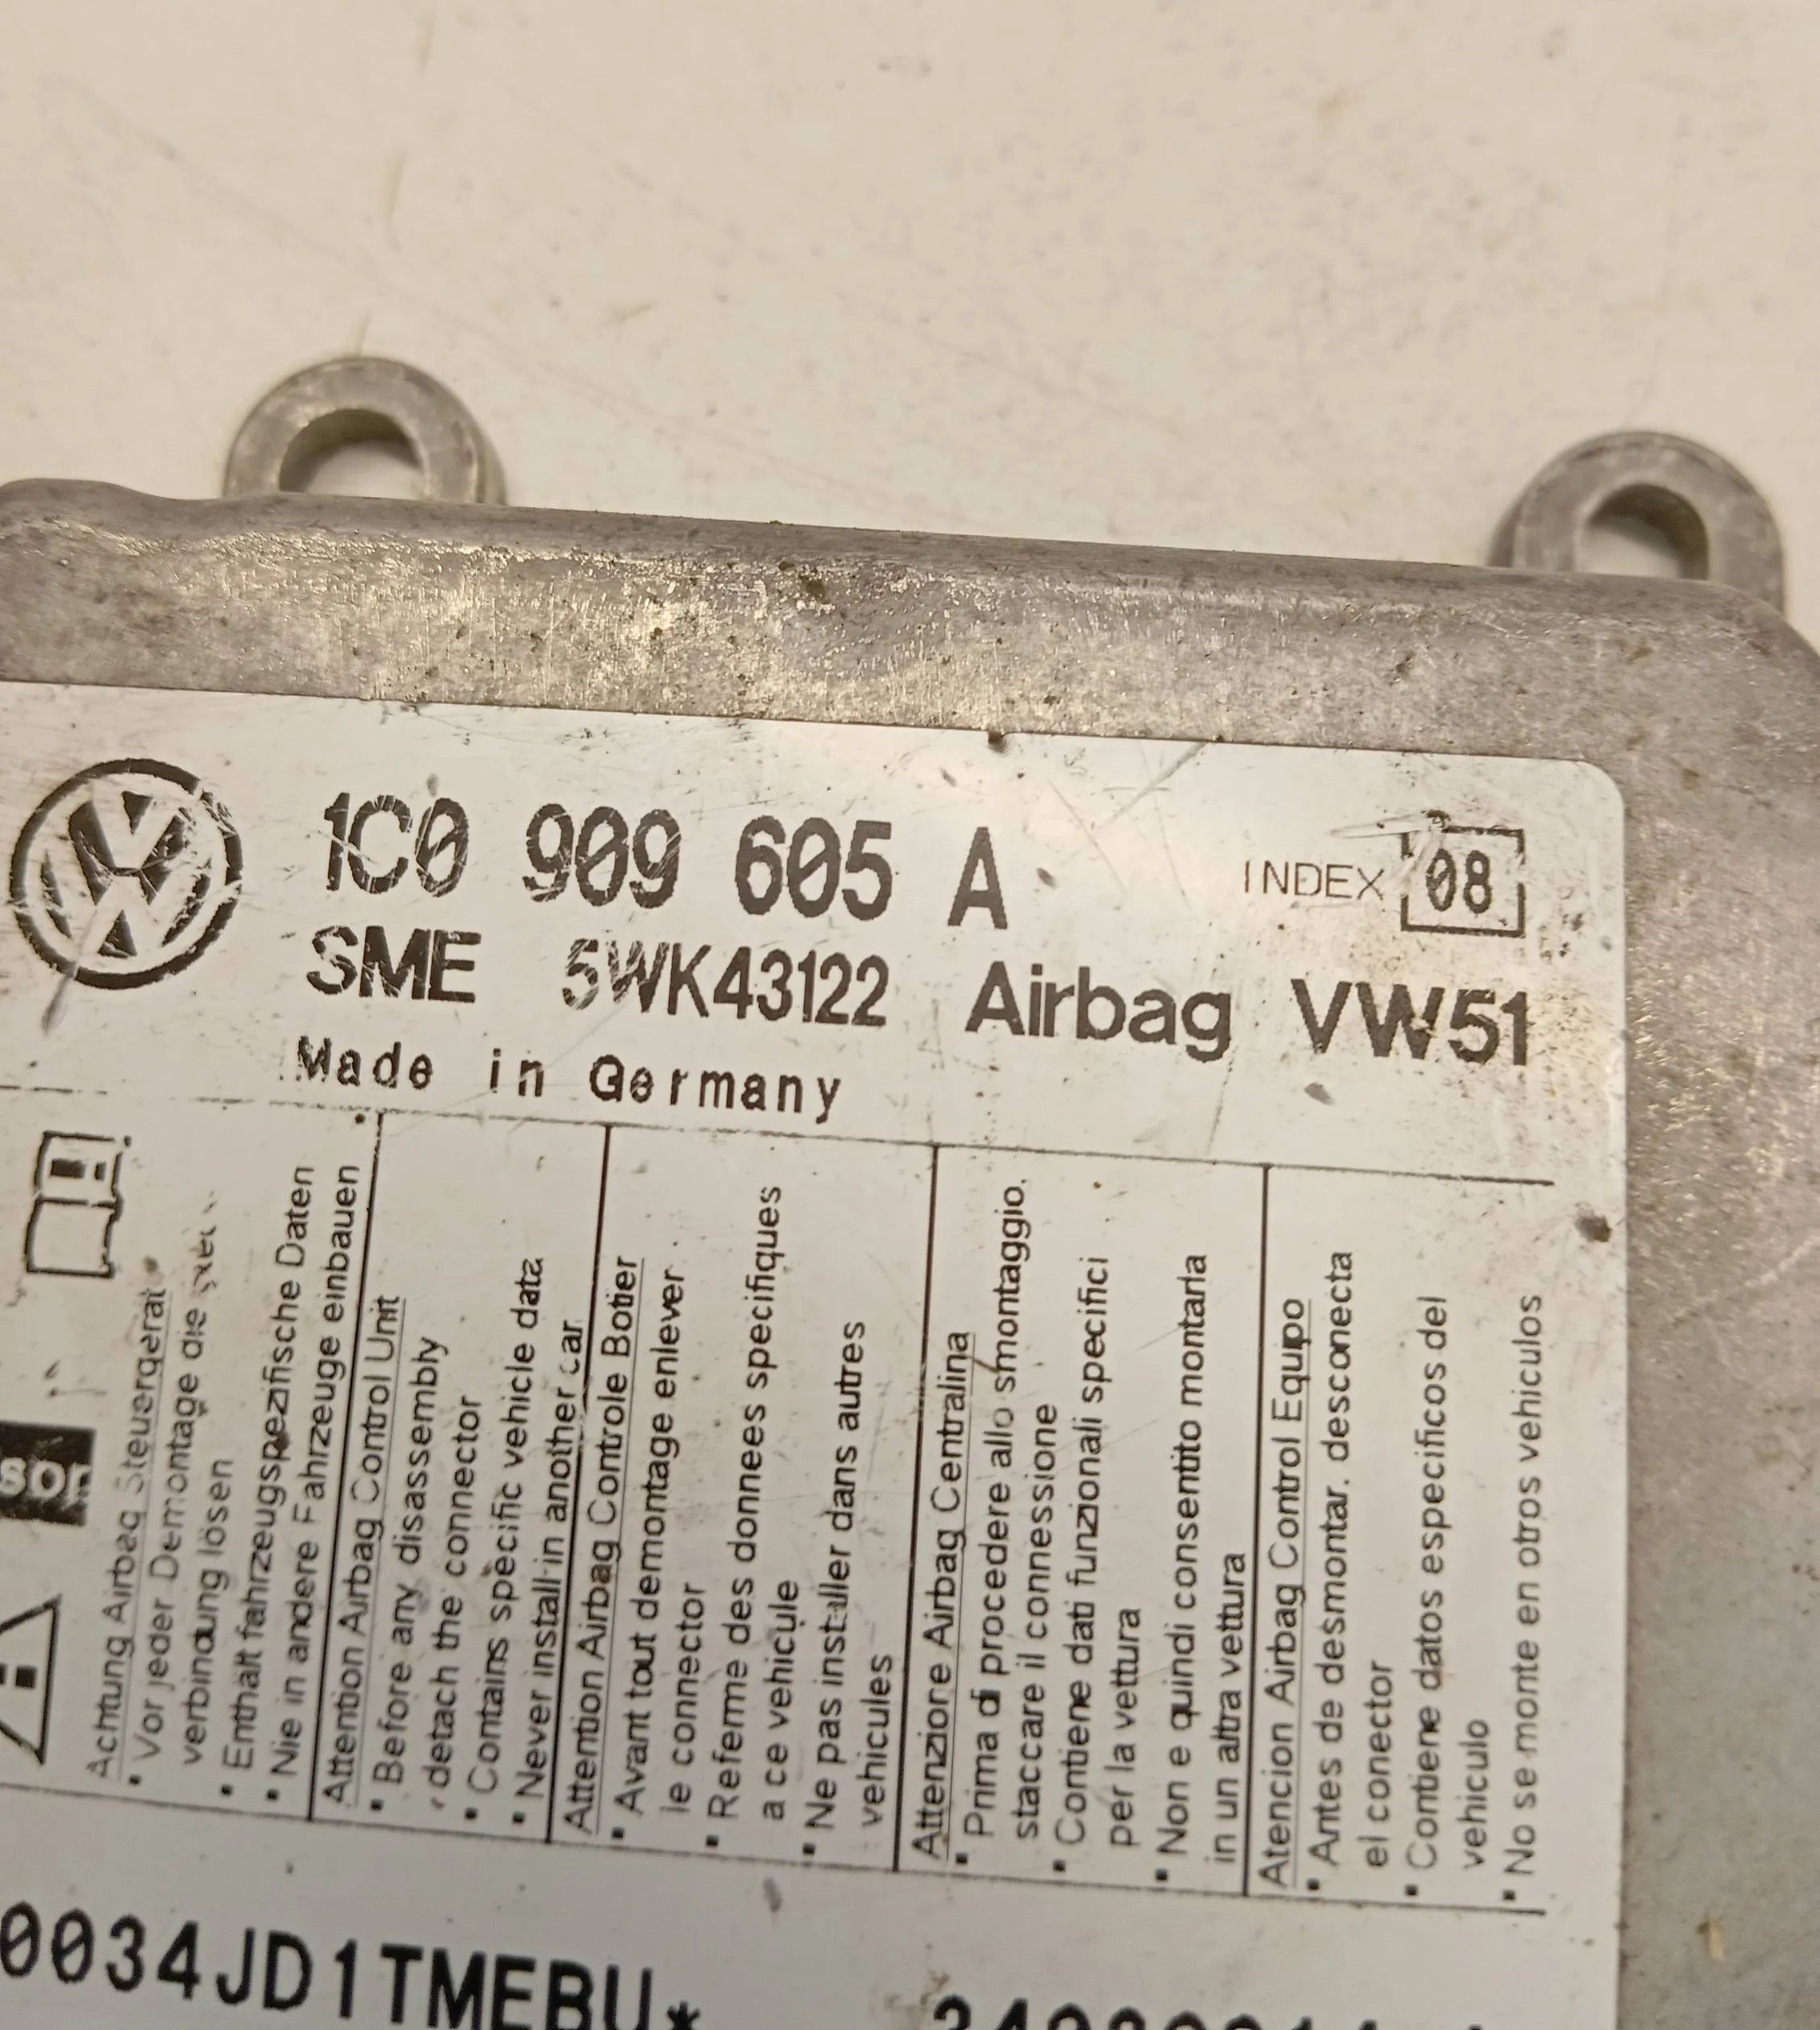 1C0 909 605 A INDEX 08
SME 5WK43122 Airbag VW51
Made in Germany
Achtung Airbag Steuergerät
• Vor jeder Demontage die
verbindung lösen
• Enthält fahrzeugspezifische Daten
• Nie in andere Fahrzeuge einbauen
Attention Airbag Control Unit
• Before any disassembly
detach the connector
• Contains specific vehicle data
• Never install in another car
Attention Airbag Controle Botier
• Avant tout demontage enlever
le connector
• Referme des donnees specifiques
a ce vehicule
• Ne pas installer dans autres
vehicules
Attenzione Airbag Centralina
• Prima di procedere allo smontaggio.
staccare il connessione
• Contiene dati funzionali specifici
per la vettura
• Non e quindi consentito montarla
in un altra vettura
Atencion Airbag Control Equipo
• Antes de desmontar. desconecta
el conector
• Contiene datos especificos del
vehiculo
• No se monte en otros vehiculos
0034JD1TMEBU*